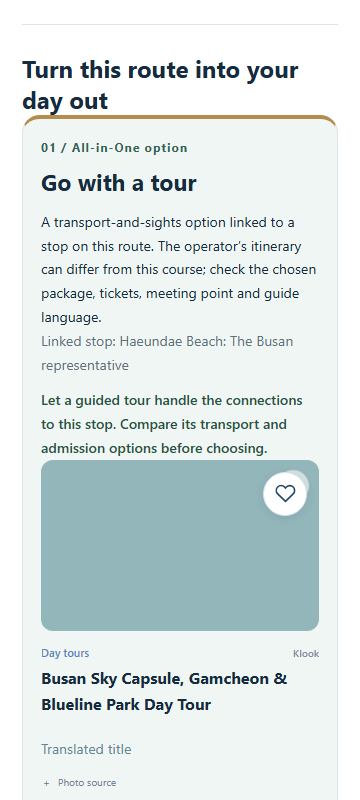 Turn this route into your
day out
01 / All-in-One option
Go with a tour
A transport-and-sights option linked to a
stop on this route. The operator's itinerary
can differ from this course; check the chosen
package, tickets, meeting point and guide
language.
Linked stop: Haeundae Beach: The Busan
representative
Let a guided tour handle the connections
to this stop. Compare its transport and
admission options before choosing.
Day tours
Klook
Busan Sky Capsule, Gamcheon &
Blueline Park Day Tour
Translated title
+ Photo source